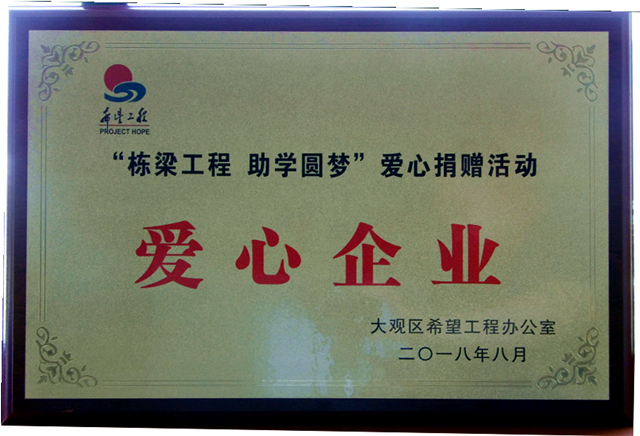 希望工程
PROJECT HOPE
“栋梁工程 助学圆梦”爱心捐赠活动
爱心企业
大观区希望工程办公室
二〇一八年八月